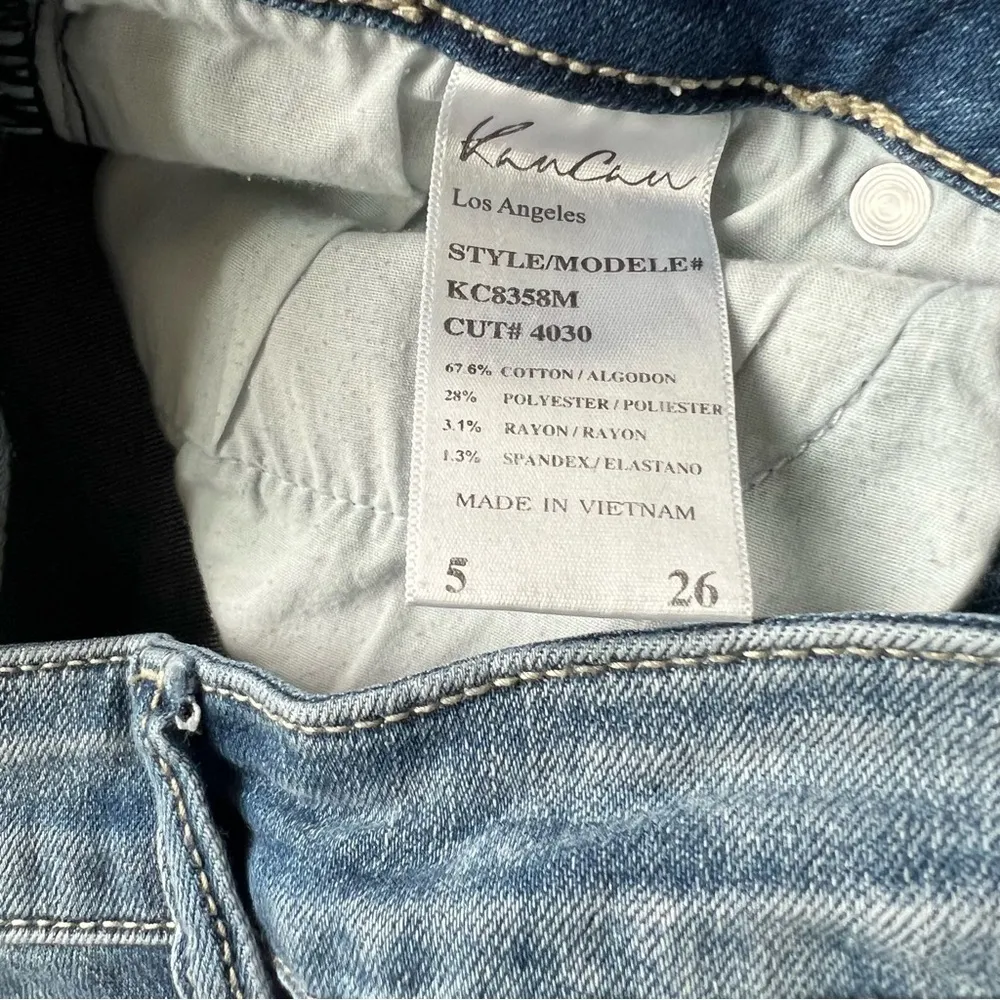 KanCan
Los Angeles
STYLE/MODELE#
KC8358M
CUT# 4030
67.6% COTTON / ALGODON
28% POLYESTER / POLIESTER
3.1% RAYON / RAYON
1.3% SPANDEX / ELASTANO
MADE IN VIETNAM
5 26